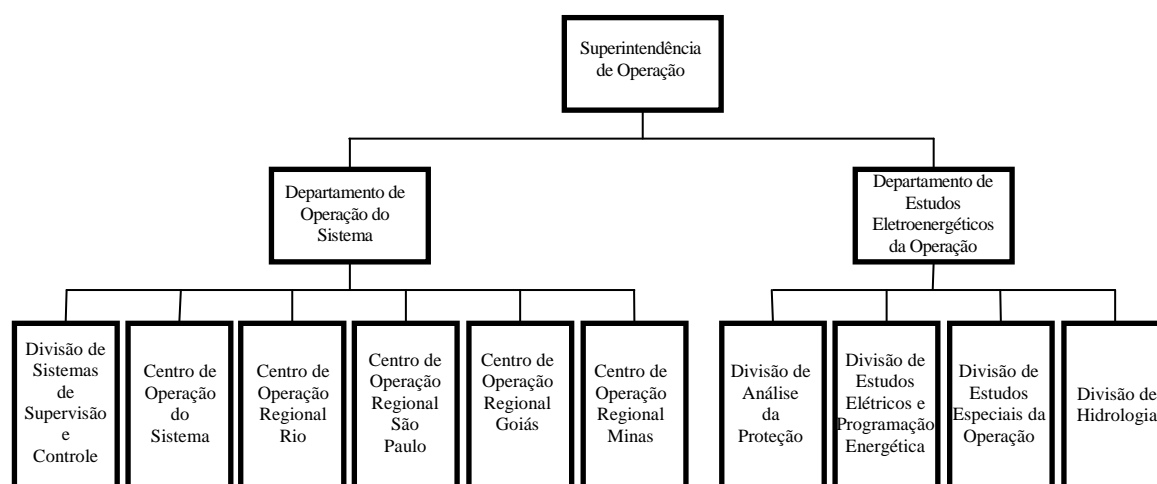 Superintendência
de Operação
Departamento de
Operação do
Sistema
Departamento de
Estudos
Eletroenergéticos
da Operação
Divisão de
Sistemas
de
Supervisão
e
Controle
Centro de
Operação
do
Sistema
Centro de
Operação
Regional
Rio
Centro de
Operação
Regional
São
Paulo
Centro de
Operação
Regional
Goiás
Centro de
Operação
Regional
Minas
Divisão de
Análise
da
Proteção
Divisão de
Estudos
Elétricos e
Programação
Energética
Divisão de
Estudos
Especiais da
Operação
Divisão de
Hidrologia